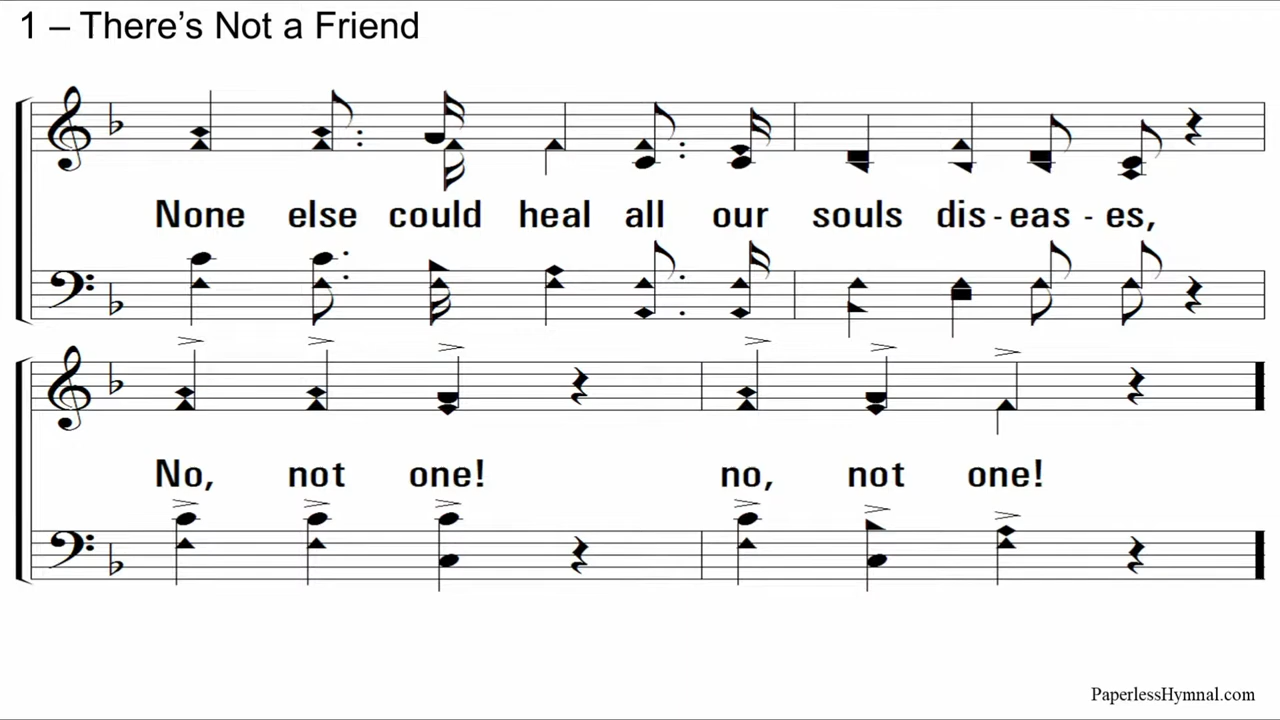 1 – There’s Not a Friend
None else could heal all our souls dis - eas - es,
No, not one! no, not one!
PaperlessHymnal.com